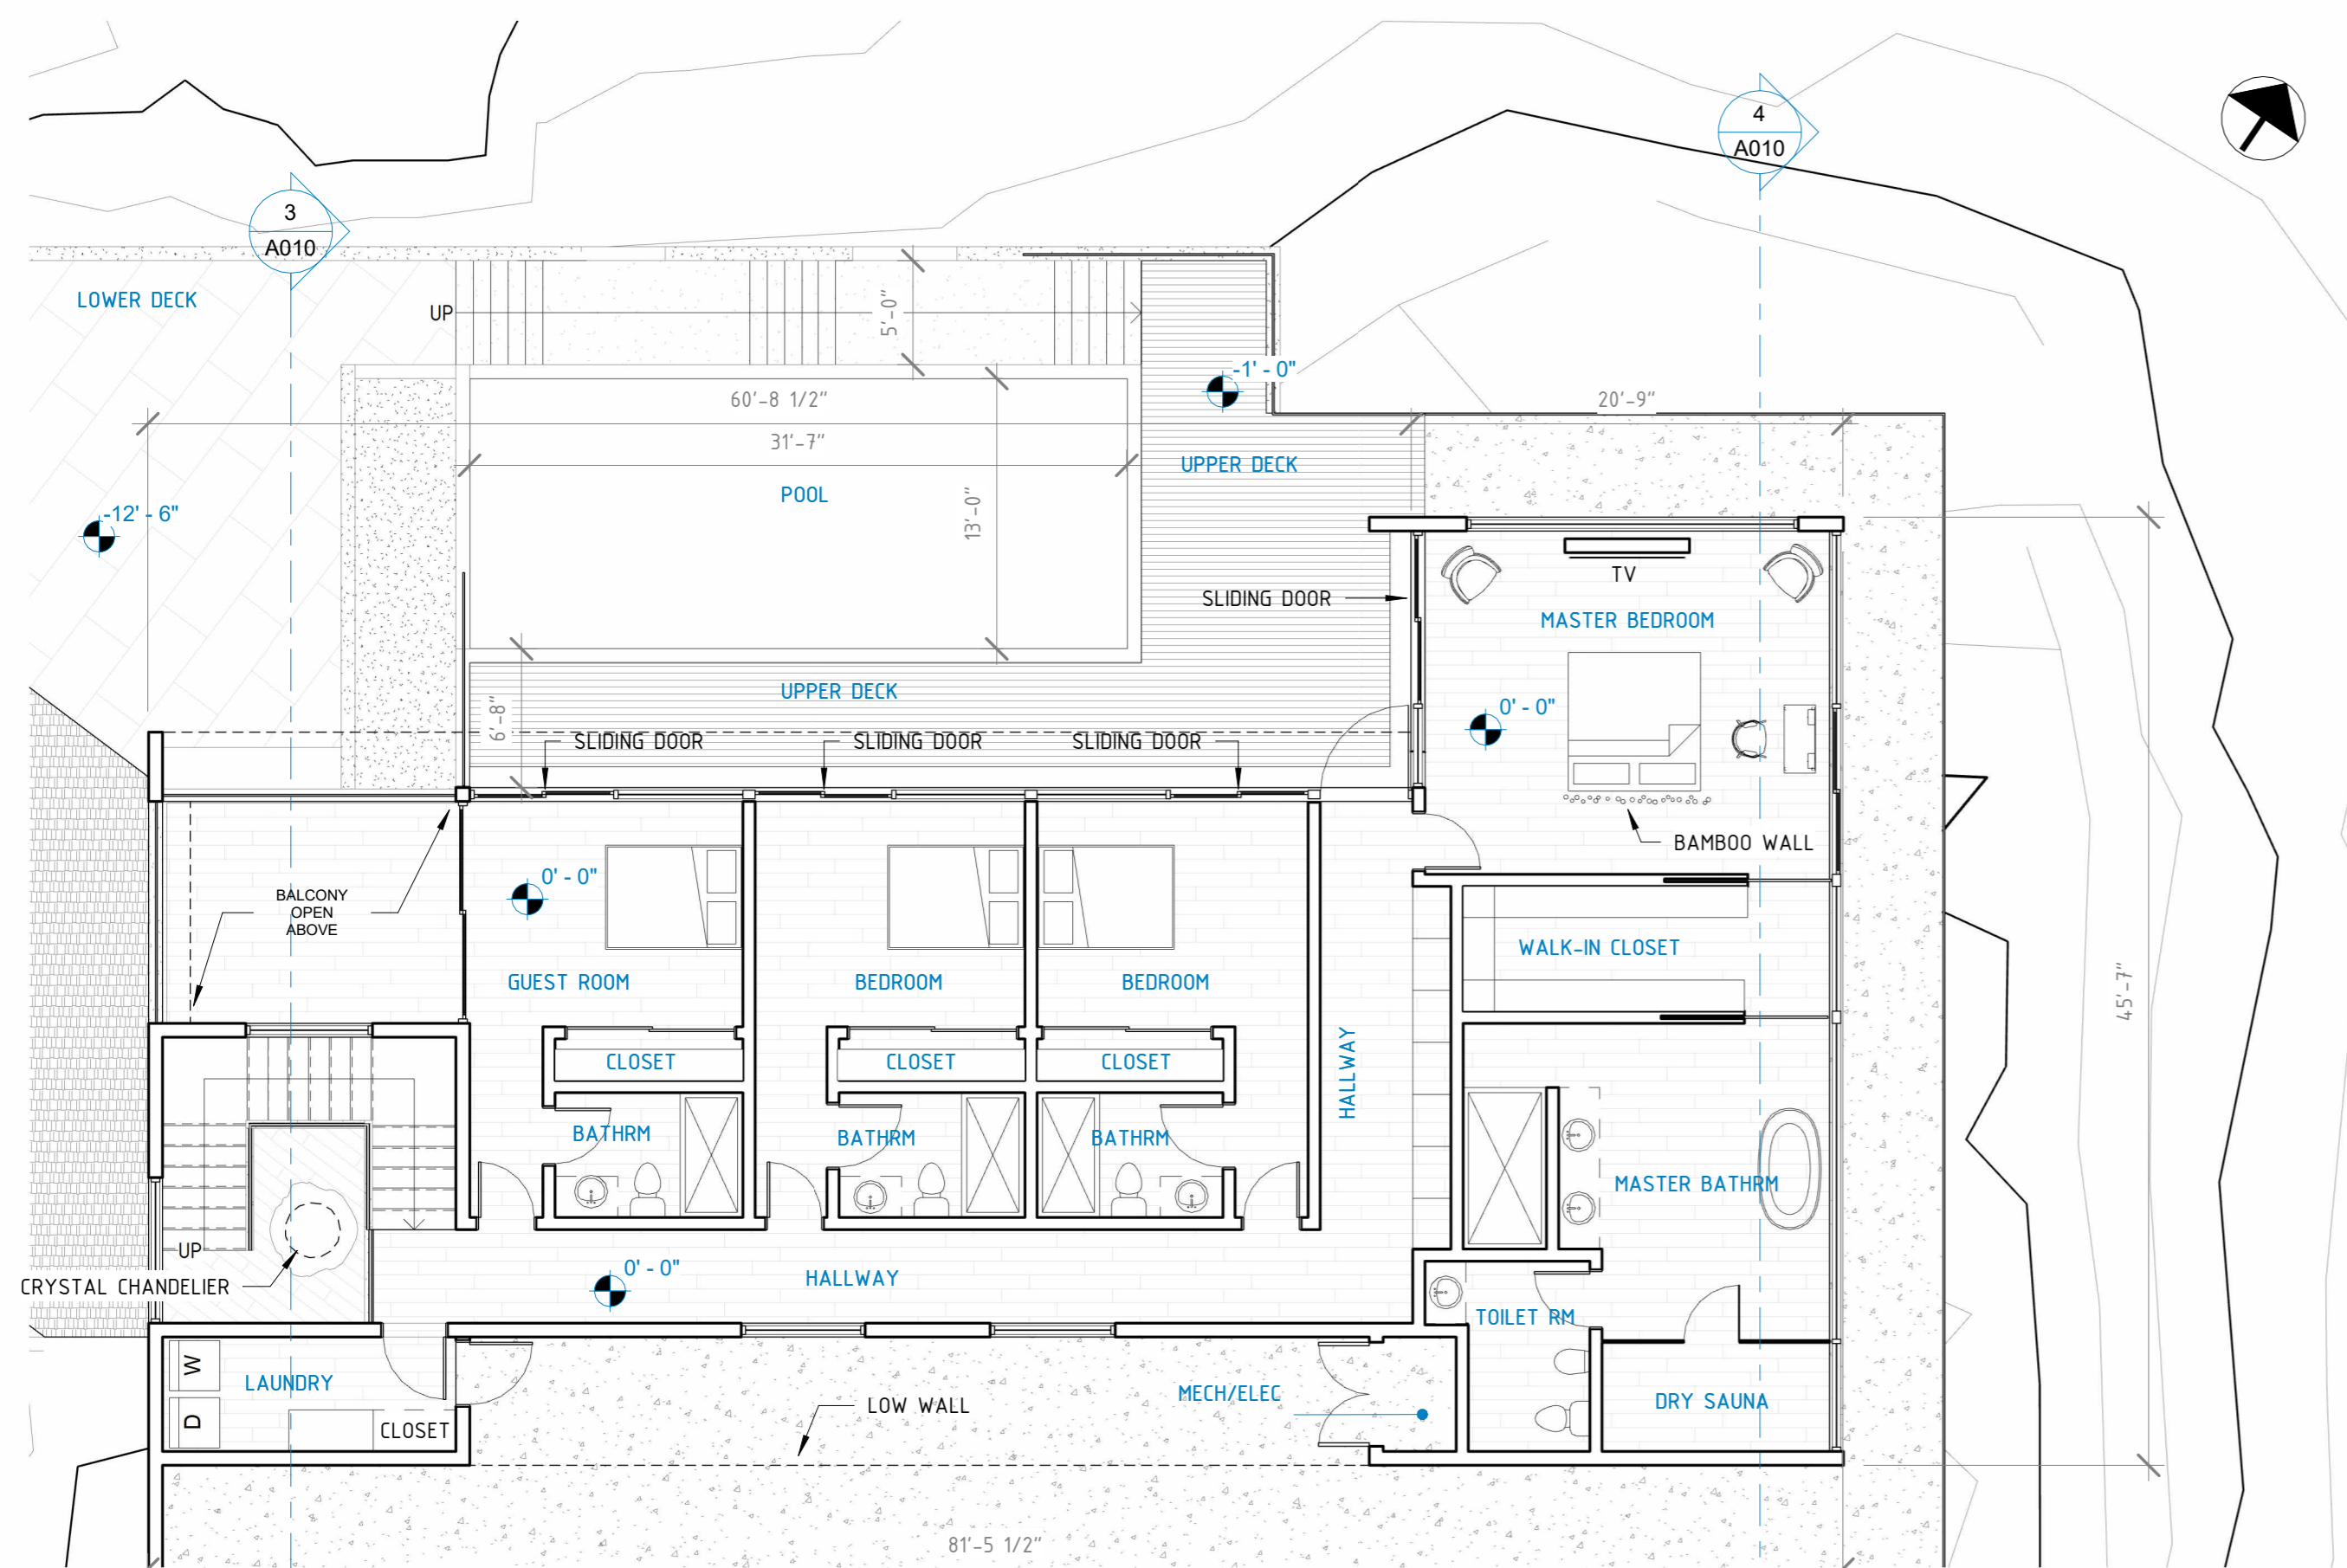 4
A010
3
A010
LOWER DECK
UP
5'-0"
-1' - 0"
60'-8 1/2"
20'-9"
31'-7"
UPPER DECK
POOL
-12' - 6"
13'-0"
TV
SLIDING DOOR
MASTER BEDROOM
UPPER DECK
6'-8"
0' - 0"
SLIDING DOOR
SLIDING DOOR
SLIDING DOOR
BAMBOO WALL
0' - 0"
BALCONY
OPEN
ABOVE
WALK-IN CLOSET
GUEST ROOM
BEDROOM
BEDROOM
45'-7"
CLOSET
CLOSET
CLOSET
HALLWAY
BATHRM
BATHRM
BATHRM
MASTER BATHRM
UP
CRYSTAL CHANDELIER
0' - 0"
HALLWAY
TOILET RM
W
LAUNDRY
D
CLOSET
LOW WALL
MECH/ELEC
DRY SAUNA
81'-5 1/2"